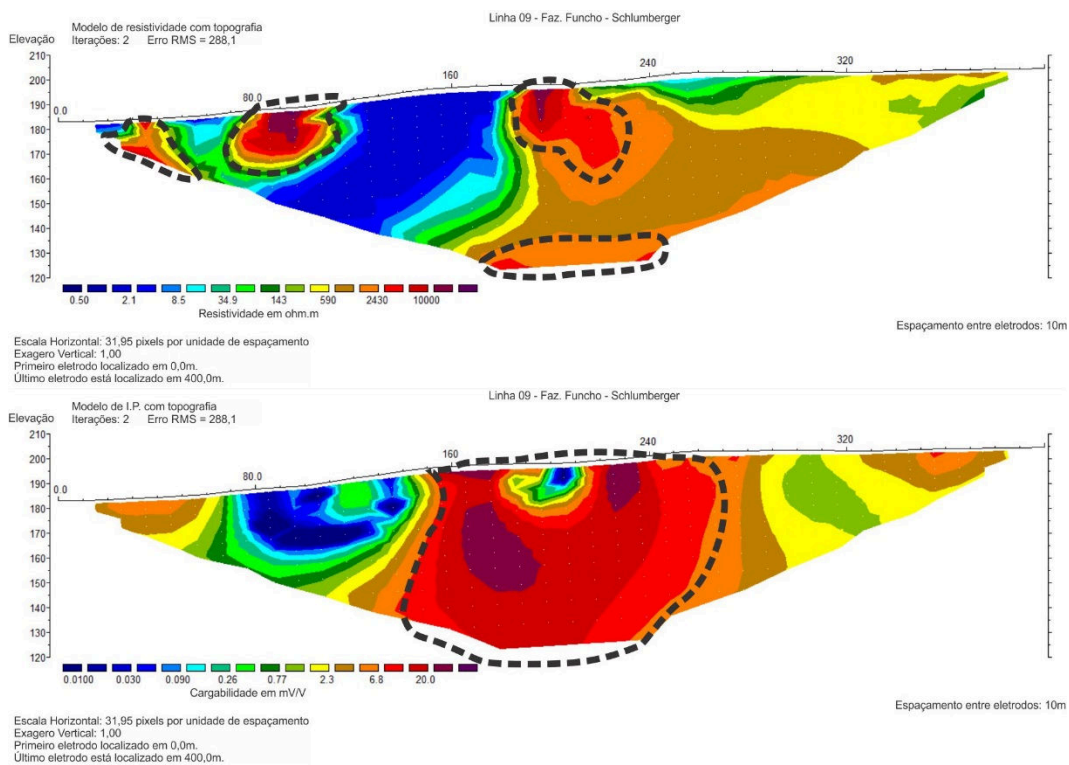 Linha 09 - Faz. Funcho - Schlumberger
Modelo de resistividade com topografia
Elevação Iterações: 2 Erro RMS = 288,1
210
200
190
180
170
160
150
140
130
120
0.0 80.0 160 240 320
0.50 2.1 8.5 34.9 143 590 2430 10000
Resistividade em ohm.m
Espaçamento entre eletrodos: 10m
Escala Horizontal: 31,95 pixels por unidade de espaçamento
Exagero Vertical: 1,00
Primeiro eletrodo localizado em 0,0m.
Último eletrodo está localizado em 400,0m.
Linha 09 - Faz. Funcho - Schlumberger
Modelo de I.P. com topografia
Elevação Iterações: 2 Erro RMS = 288,1
210
200
190
180
170
160
150
140
130
120
0.0 80.0 160 240 320
0.0100 0.030 0.090 0.26 0.77 2.3 6.8 20.0
Cargabilidade em mV/V
Espaçamento entre eletrodos: 10m
Escala Horizontal: 31,95 pixels por unidade de espaçamento
Exagero Vertical: 1,00
Primeiro eletrodo localizado em 0,0m.
Último eletrodo está localizado em 400,0m.